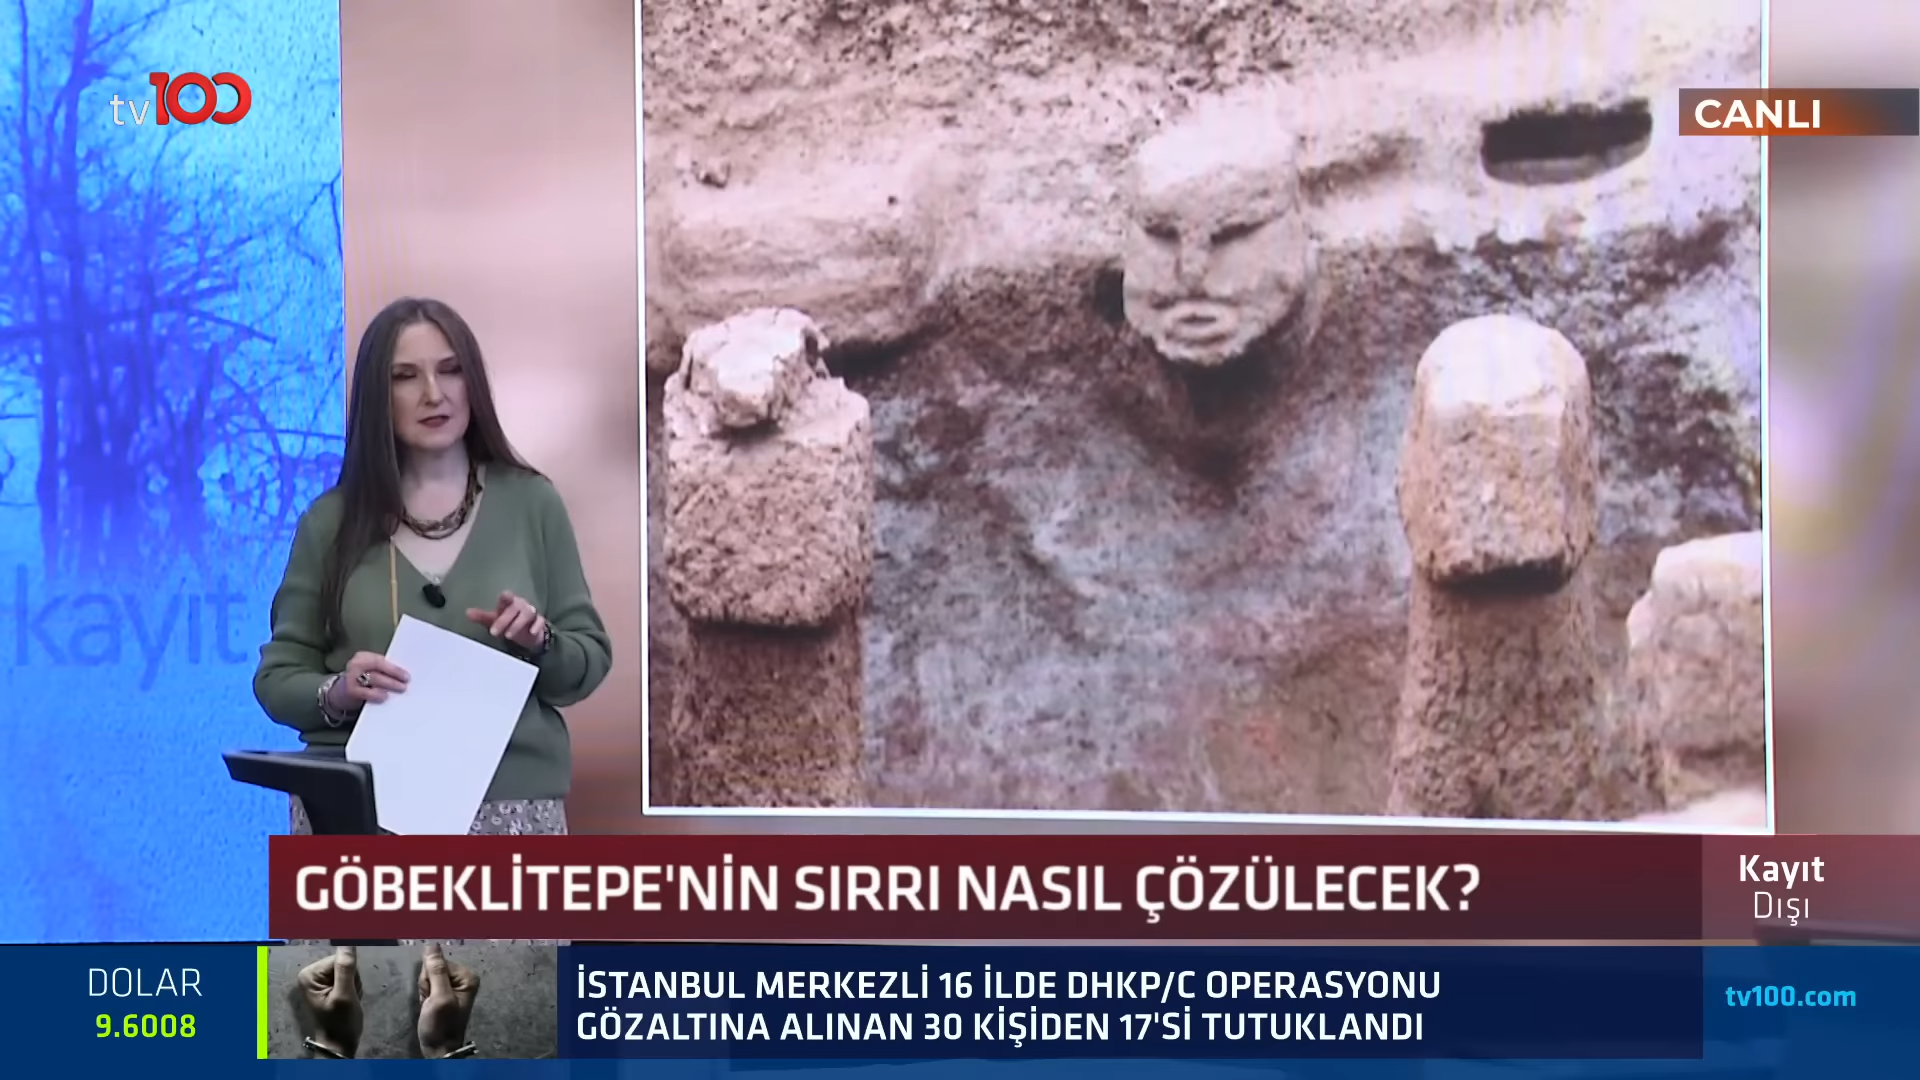 tv100
CANLI
kayıt
GÖBEKLİTEPE'NİN SIRRI NASIL ÇÖZÜLECEK?
Kayıt
Dışı
DOLAR
9.6008
İSTANBUL MERKEZLİ 16 İLDE DHKP/C OPERASYONU
GÖZALTINA ALINAN 30 KİŞİDEN 17'Sİ TUTUKLANDI
tv100.com